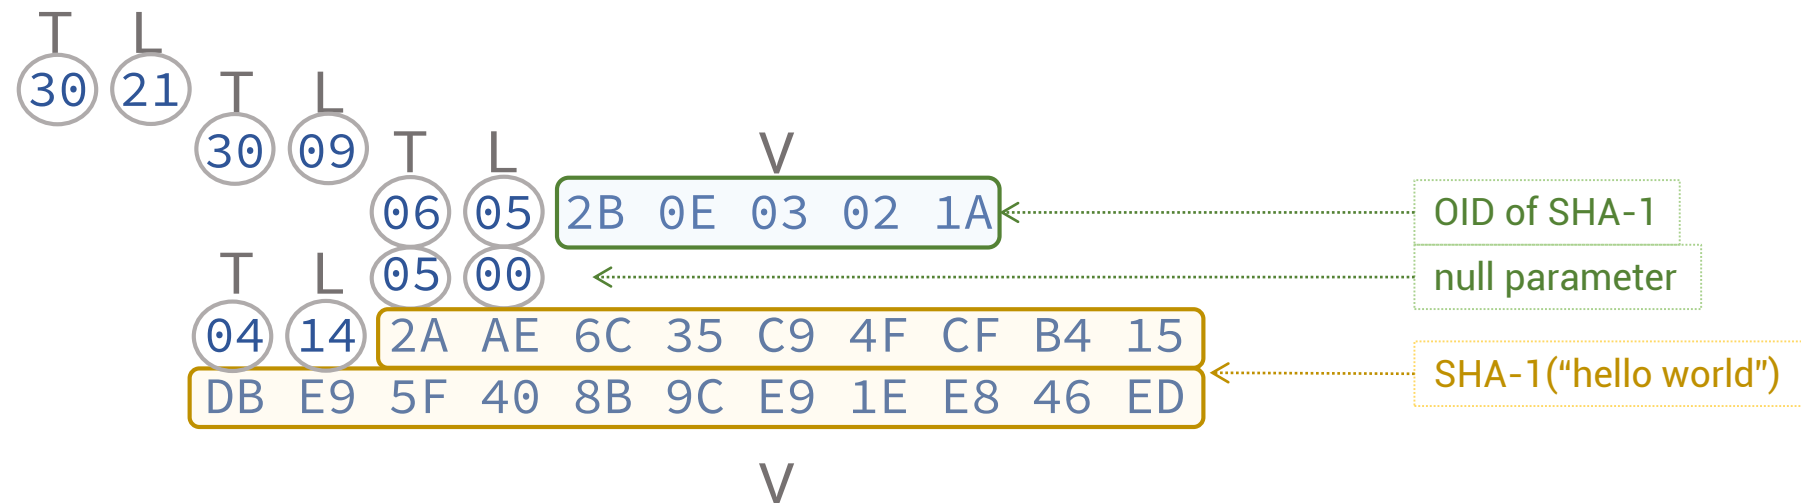 T L
30 21 T L
30 09 T L V
06 05 2B 0E 03 02 1A OID of SHA-1
T L 05 00 null parameter
04 14 2A AE 6C 35 C9 4F CF B4 15
SHA-1(“hello world”)
DB E9 5F 40 8B 9C E9 1E E8 46 ED
V